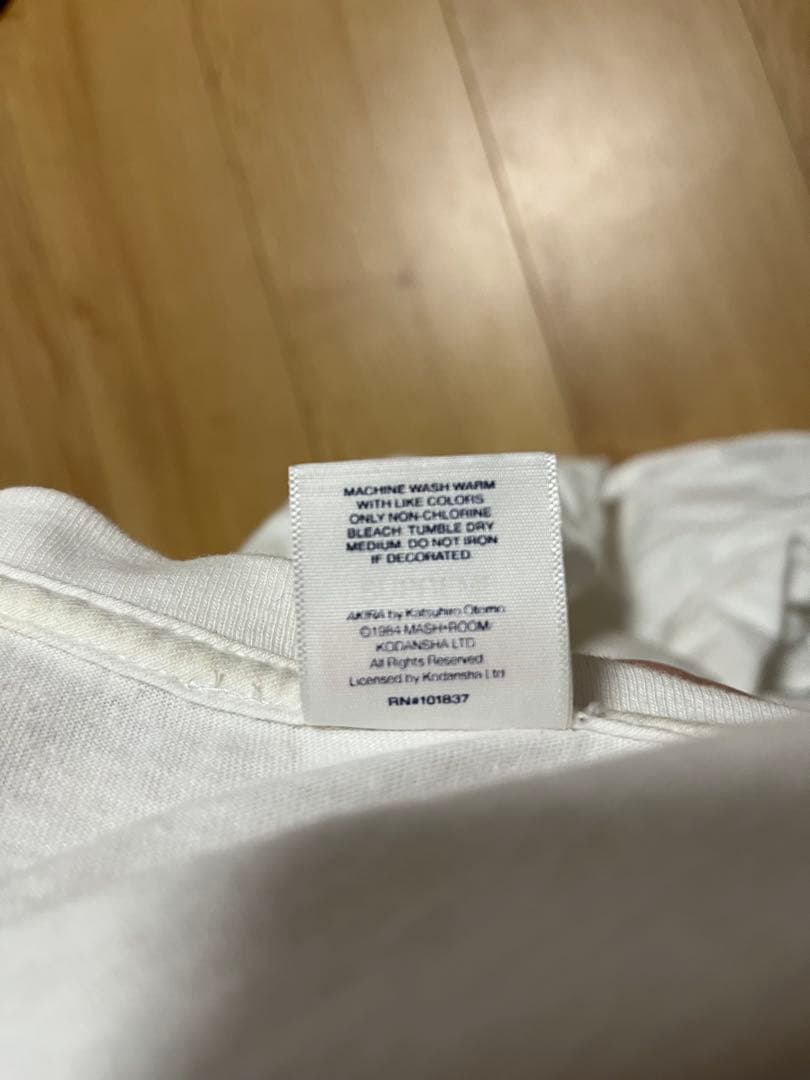 MACHINE WASH WARM
WITH LIKE COLORS
ONLY NON-CHLORINE
BLEACH. TUMBLE DRY
MEDIUM. DO NOT IRON
IF DECORATED.
AKIRA by Katsuhiro Otomo
©1984 MASH•ROOM/
KODANSHA LTD.
All Rights Reserved.
Licensed by Kodansha Ltd
RN#101837